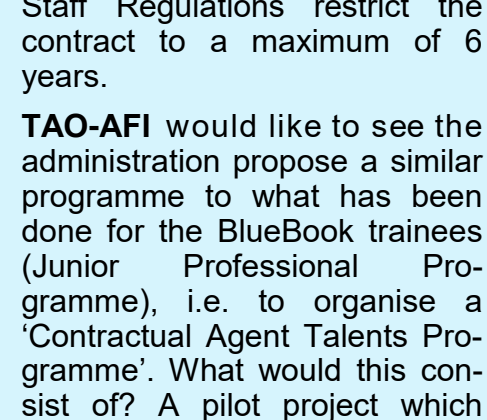 Staff Regulations restrict the
contract to a maximum of 6
years.
TAO-AFI would like to see the
administration propose a similar
programme to what has been
done for the BlueBook trainees
(Junior Professional Pro-
gramme), i.e. to organise a
‘Contractual Agent Talents Pro-
gramme’. What would this con-
sist of? A pilot project which